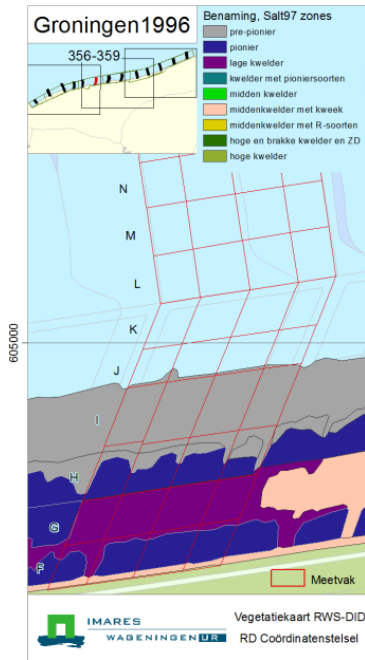 Groningen1996
356-359
Benaming, Salt97 zones
pre-pionier
pionier
lage kwelder
kwelder met pioniersoorten
midden kwelder
middenkwelder met kweek
middenkwelder met R-soorten
hoge en brakke kwelder en ZD
hoge kwelder
N
M
L
K
605000
J
I
H
G
F
Meetvak
IMARES
WAGENINGEN UR
Vegetatiekaart RWS-DID
RD Coördinatenstelsel